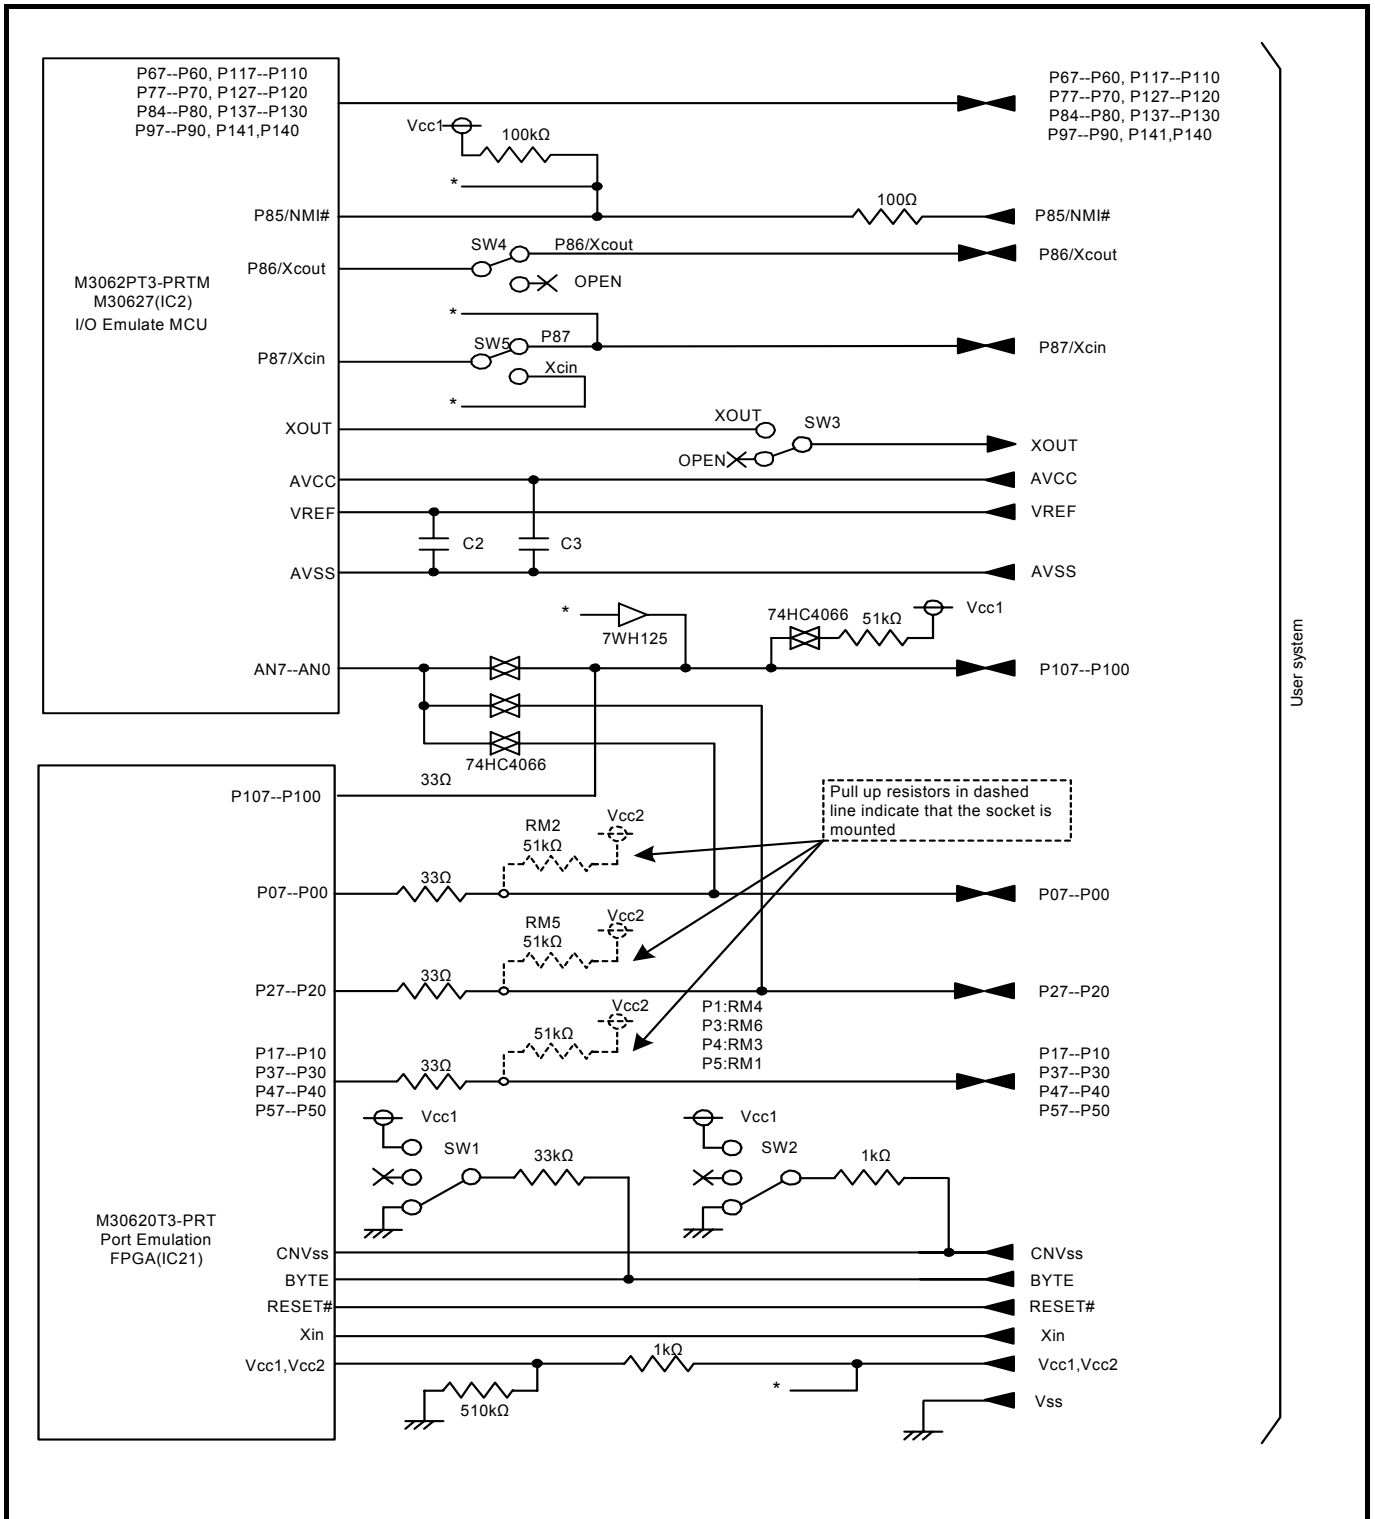 P67--P60, P117--P110
P77--P70, P127--P120
P84--P80, P137--P130
P97--P90, P141,P140
P67--P60, P117--P110
P77--P70, P127--P120
P84--P80, P137--P130
P97--P90, P141,P140
Vcc1
100kΩ
*
P85/NMI#
100Ω
P85/NMI#
SW4
P86/Xcout
P86/Xcout
P86/Xcout
OPEN
M3062PT3-PRTM
M30627(IC2)
I/O Emulate MCU
*
SW5
P87
P87/Xcin
P87/Xcin
Xcin
*
XOUT
XOUT
SW3
OPEN
XOUT
AVCC
AVCC
VREF
VREF
C2
C3
AVSS
AVSS
*
7WH125
74HC4066
51kΩ
Vcc1
AN7--AN0
P107--P100
74HC4066
User system
P107--P100
33Ω
Pull up resistors in dashed
line indicate that the socket is
mounted
RM2
51kΩ
Vcc2
P07--P00
33Ω
P07--P00
RM5
51kΩ
Vcc2
P27--P20
33Ω
P27--P20
51kΩ
Vcc2
P1:RM4
P3:RM6
P4:RM3
P5:RM1
P17--P10
P37--P30
P47--P40
P57--P50
33Ω
P17--P10
P37--P30
P47--P40
P57--P50
Vcc1
SW1
33kΩ
Vcc1
SW2
1kΩ
M30620T3-PRT
Port Emulation
FPGA(IC21)
CNVss
CNVss
BYTE
BYTE
RESET#
RESET#
Xin
Xin
Vcc1,Vcc2
1kΩ
Vcc1,Vcc2
*
510kΩ
Vss